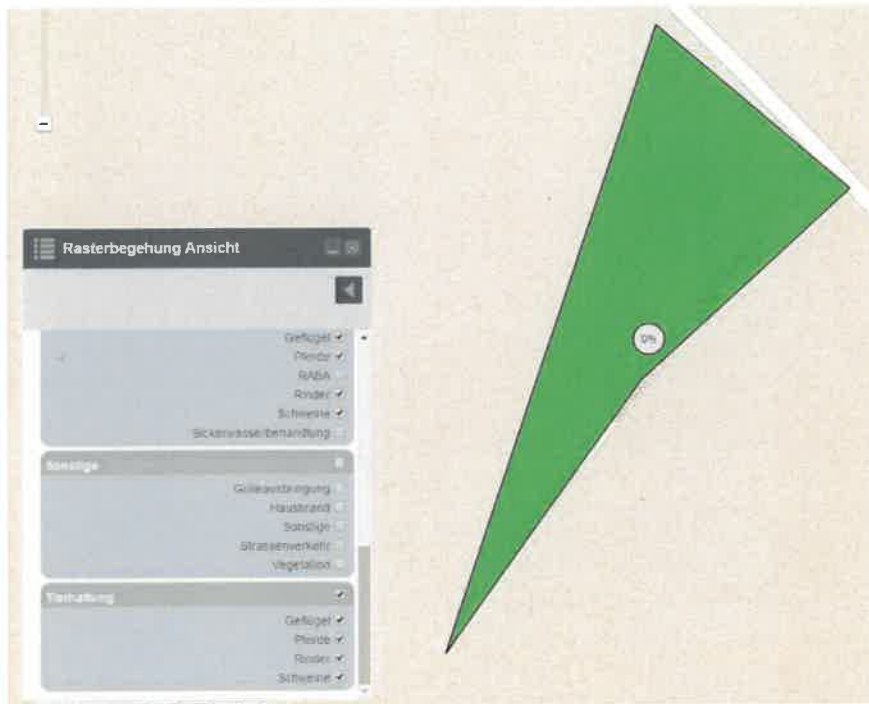 Rasterbegehung Ansicht
Geflügel
Pferde
RABA
Rinder
Schweine
Sickerwasserbehandlung
Sonstige
Gülleausbringung
Hausbrand
Sonstige
Strassenverkehr
Vegetation
Tierhaltung
Geflügel
Pferde
Rinder
Schweine
0%